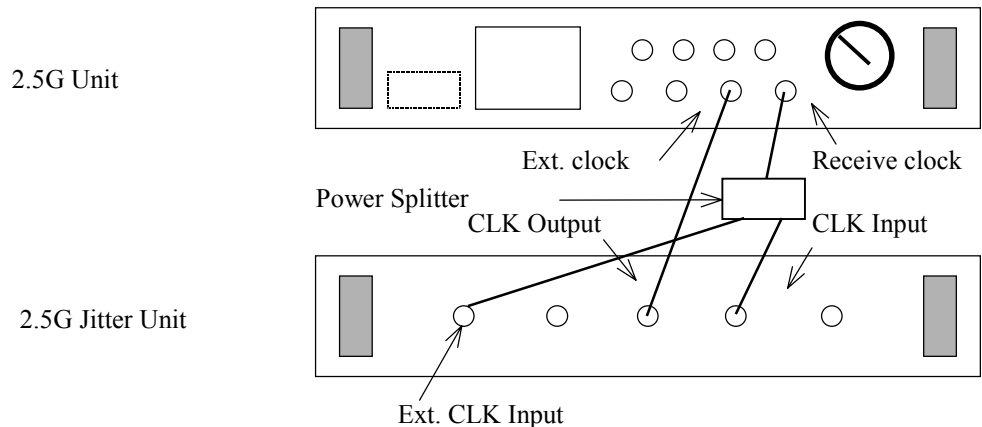 2.5G Unit
Ext. clock
Receive clock
Power Splitter
CLK Output
CLK Input
2.5G Jitter Unit
Ext. CLK Input